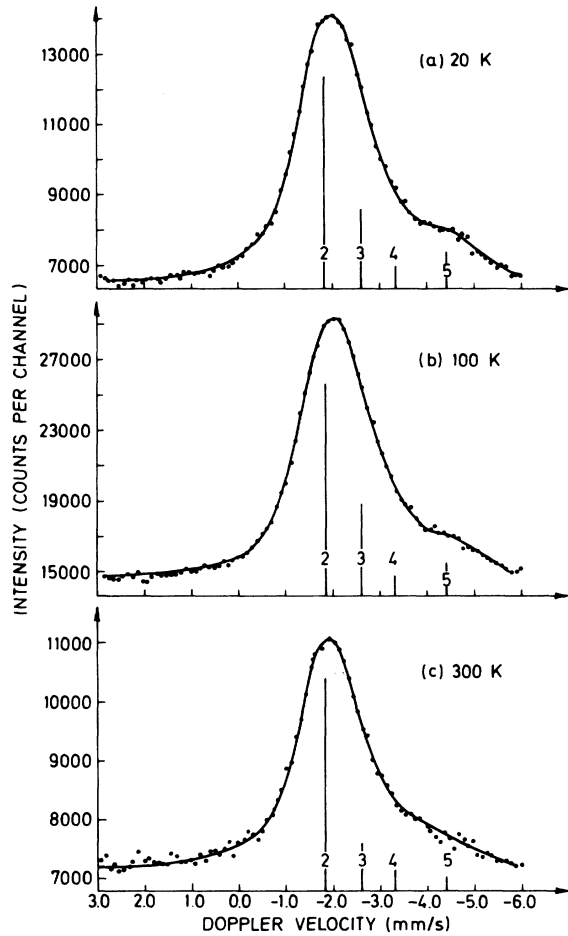 13000
11000
9000
7000
(a) 20 K
2 3 4 5
27000
23000
19000
15000
(b) 100 K
2 3 4 5
11000
10000
9000
8000
7000
(c) 300 K
2 3 4 5
3.0 2.0 1.0 0.0 -1.0 -2.0 -3.0 -4.0 -5.0 -6.0
DOPPLER VELOCITY (mm/s)
INTENSITY (COUNTS PER CHANNEL)